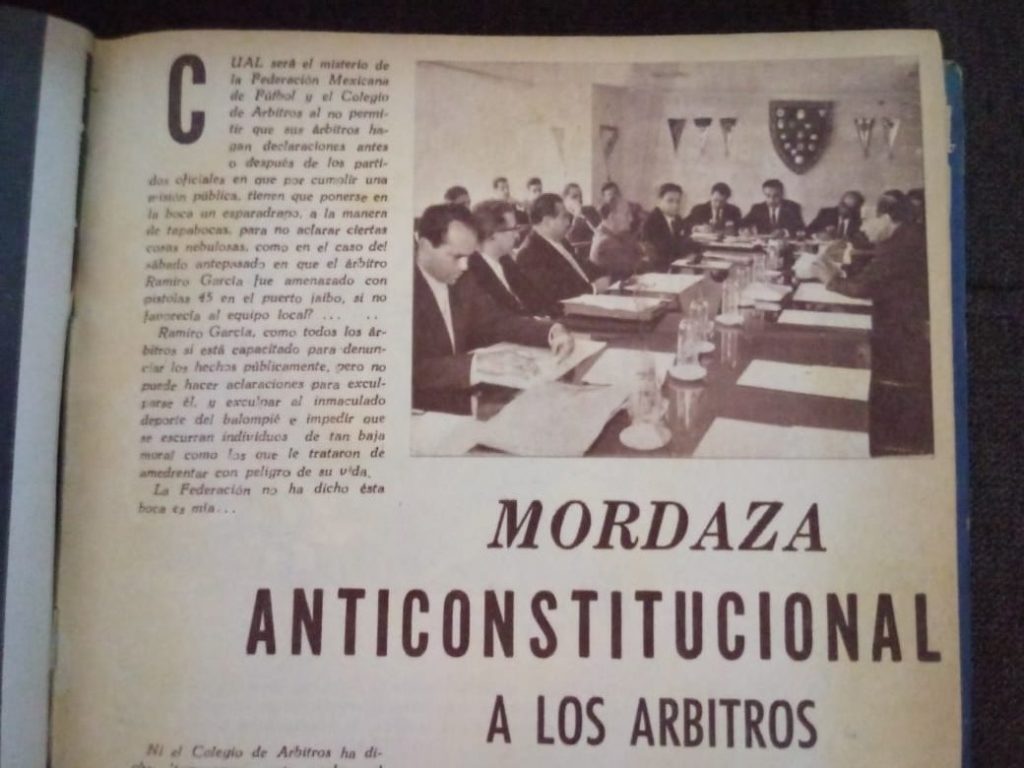 CUAL será el misterio de
la Federación Mexicana
de Fútbol y el Colegio
de Arbitros al no permi-
tir que sus árbitros ha-
gan declaraciones antes
o después de los parti-
dos oficiales en que por cumplir una
misión pública, tienen que ponerse en
la boca un esparadrapo, a la manera
de tapabocas, para no aclarar ciertas
cosas nebulosas, como en el caso del
sábado antepasado en que el árbitro
Ramiro García fue amenazado con
pistolas 45 en el puerto jaibo, si no
favorecía al equipo local? ... ..
Ramiro García, como todos los ár-
bitros sí está capacitado para denun-
ciar los hechos públicamente, pero no
puede hacer aclaraciones para excul-
parse él, y exculpar al inmaculado
deporte del balompié e impedir que
se escurran individuos de tan baja
moral como los que le trataron de
amedrentar con peligro de su vida.
La Federación no ha dicho ésta
boca es mía...
MORDAZA
ANTICONSTITUCIONAL
A LOS ARBITROS
Ni el Colegio de Arbitros ha di-